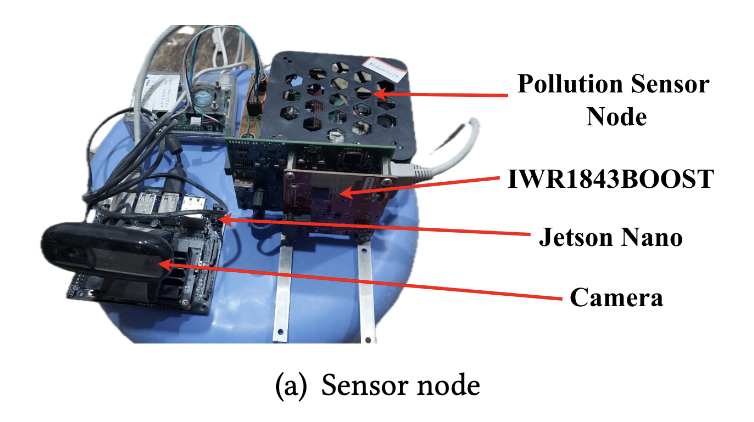 Pollution Sensor
Node
IWR1843BOOST
Jetson Nano
Camera
(a) Sensor node